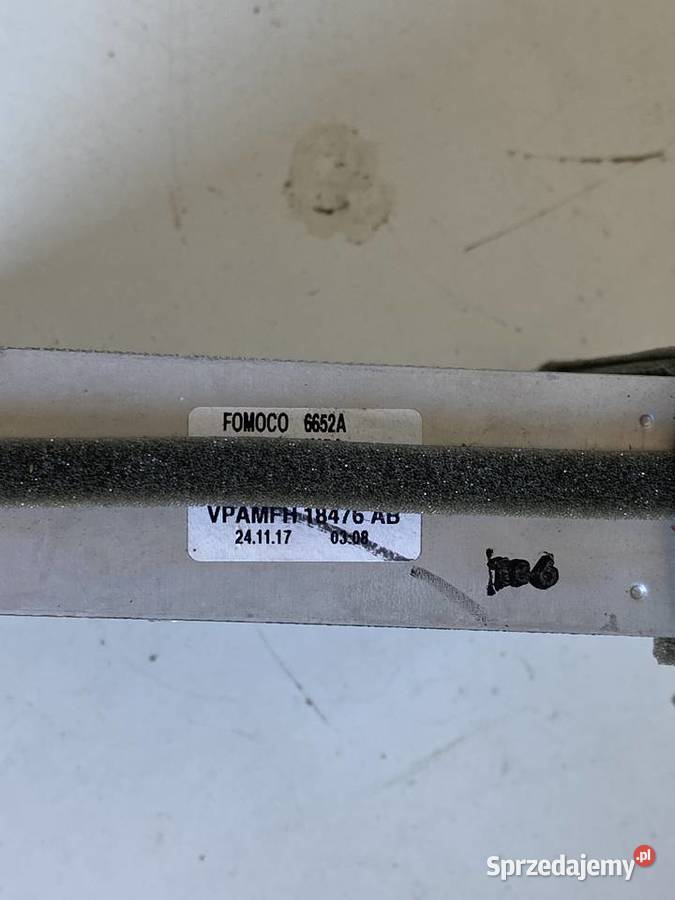 FOMOCO 6652A
VPAMFH-18476-AB
24.11.17 03:08
Sprzedajemy.pl